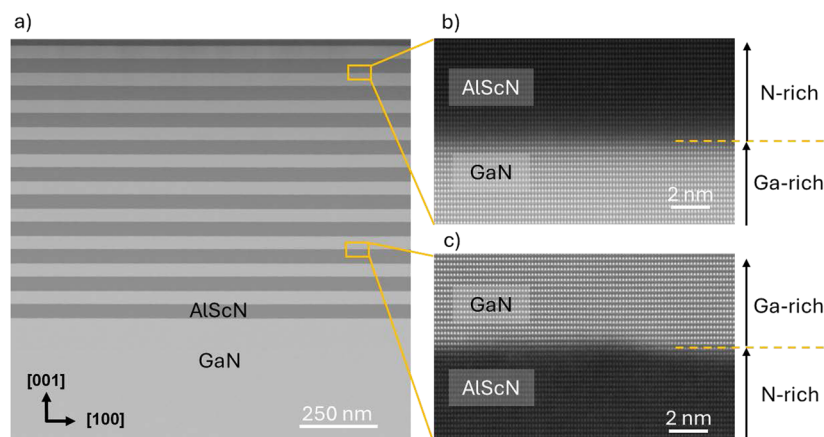 a)
AlScN
GaN
[001]
[100]
250 nm
b)
AlScN
GaN
2 nm
N-rich
Ga-rich
c)
GaN
AlScN
2 nm
Ga-rich
N-rich